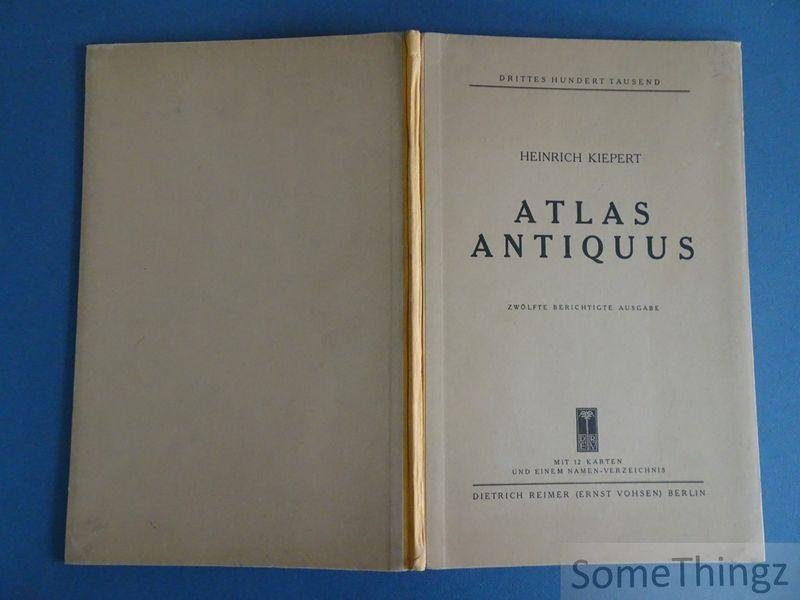 DRITTES HUNDERT TAUSEND
HEINRICH KIEPERT
ATLAS
ANTIQUUS
ZWÖLFTE BERICHTIGTE AUSGABE
MIT 12 KARTEN
UND EINEM NAMEN-VERZEICHNIS
DIETRICH REIMER (ERNST VOHSEN) BERLIN
SomeThingz